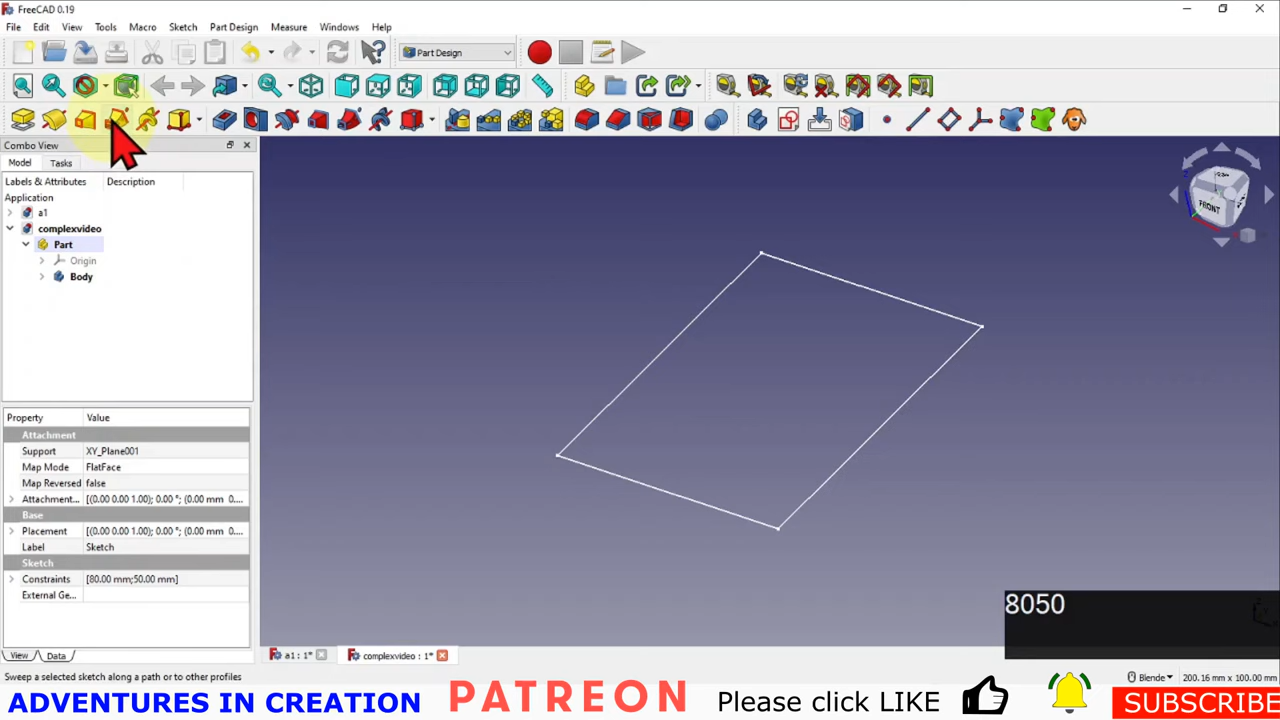 FreeCAD 0.19
File Edit View Tools Macro Sketch Part Design Measure Windows Help
Part Design
Combo View
Model Tasks
Labels & Attributes Description
Application
a1
complexvideo
Part
Origin
Body
FRONT
Property Value
Attachment
Support XY_Plane001
Map Mode FlatFace
Map Reversed false
Attachment... [(0.00 0.00 1.00); 0.00 °; (0.00 mm 0....
Base
Placement [(0.00 0.00 1.00); 0.00 °; (0.00 mm 0....
Label Sketch
Sketch
Constraints [80.00 mm;50.00 mm]
External Ge...
8050
View Data
a1 : 1* complexvideo : 1*
Sweep a selected sketch along a path or to other profiles
Blender 200.16 mm x 100.00 mm
ADVENTURES IN CREATION PATREON Please click LIKE SUBSCRIBE